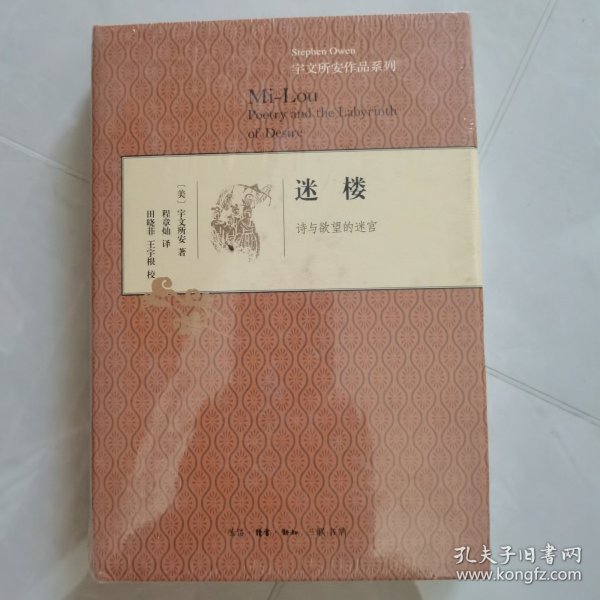 Stephen Owen
宇文所安作品系列
Mi-Lou
Poetry and the Labyrinth
of Desire
迷楼
诗与欲望的迷宫
[美] 宇文所安 著
程章灿 译
田晓菲 王宇根 校
生活·讀書·新知 三联书店
孔夫子旧书网
www.kongfz.com